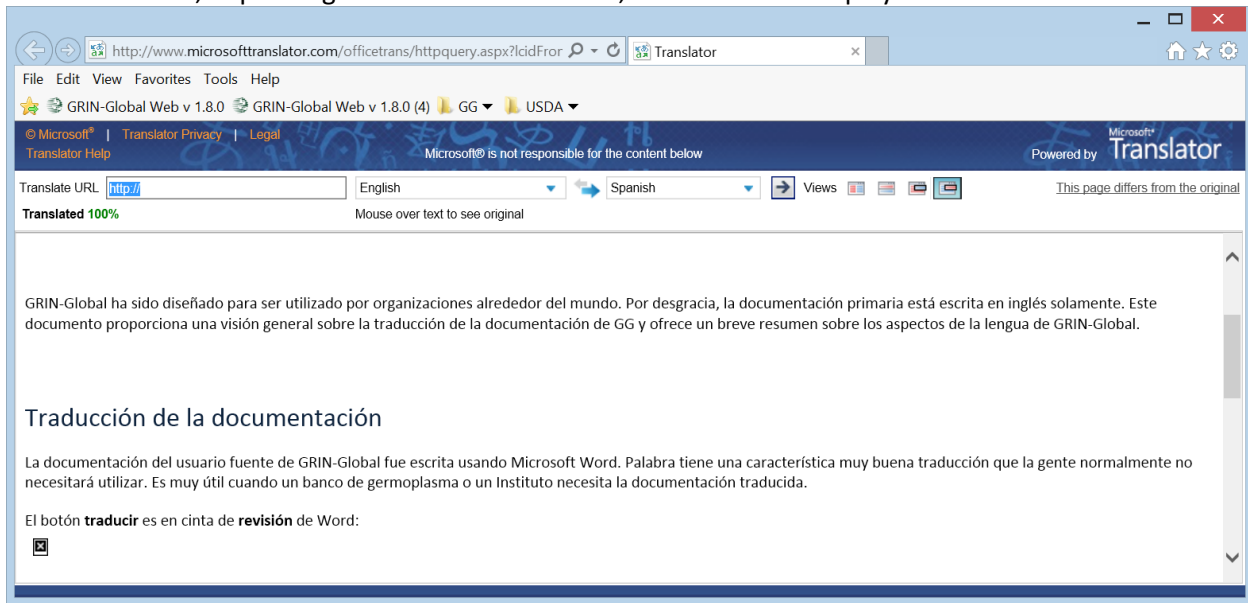 http://www.microsofttranslator.com/officetrans/httpquery.aspx?lcidFror
Translator
File Edit View Favorites Tools Help
GRIN-Global Web v 1.8.0 GRIN-Global Web v 1.8.0 (4) GG USDA
© Microsoft® | Translator Privacy | Legal
Translator Help
Microsoft® is not responsible for the content below
Powered by Microsoft® Translator
Translate URL http:// English Spanish Views This page differs from the original
Translated 100% Mouse over text to see original
GRIN-Global ha sido diseñado para ser utilizado por organizaciones alrededor del mundo. Por desgracia, la documentación primaria está escrita en inglés solamente. Este
documento proporciona una visión general sobre la traducción de la documentación de GG y ofrece un breve resumen sobre los aspectos de la lengua de GRIN-Global.
Traducción de la documentación
La documentación del usuario fuente de GRIN-Global fue escrita usando Microsoft Word. Palabra tiene una característica muy buena traducción que la gente normalmente no
necesitará utilizar. Es muy útil cuando un banco de germoplasma o un Instituto necesita la documentación traducida.
El botón traducir es en cinta de revisión de Word: